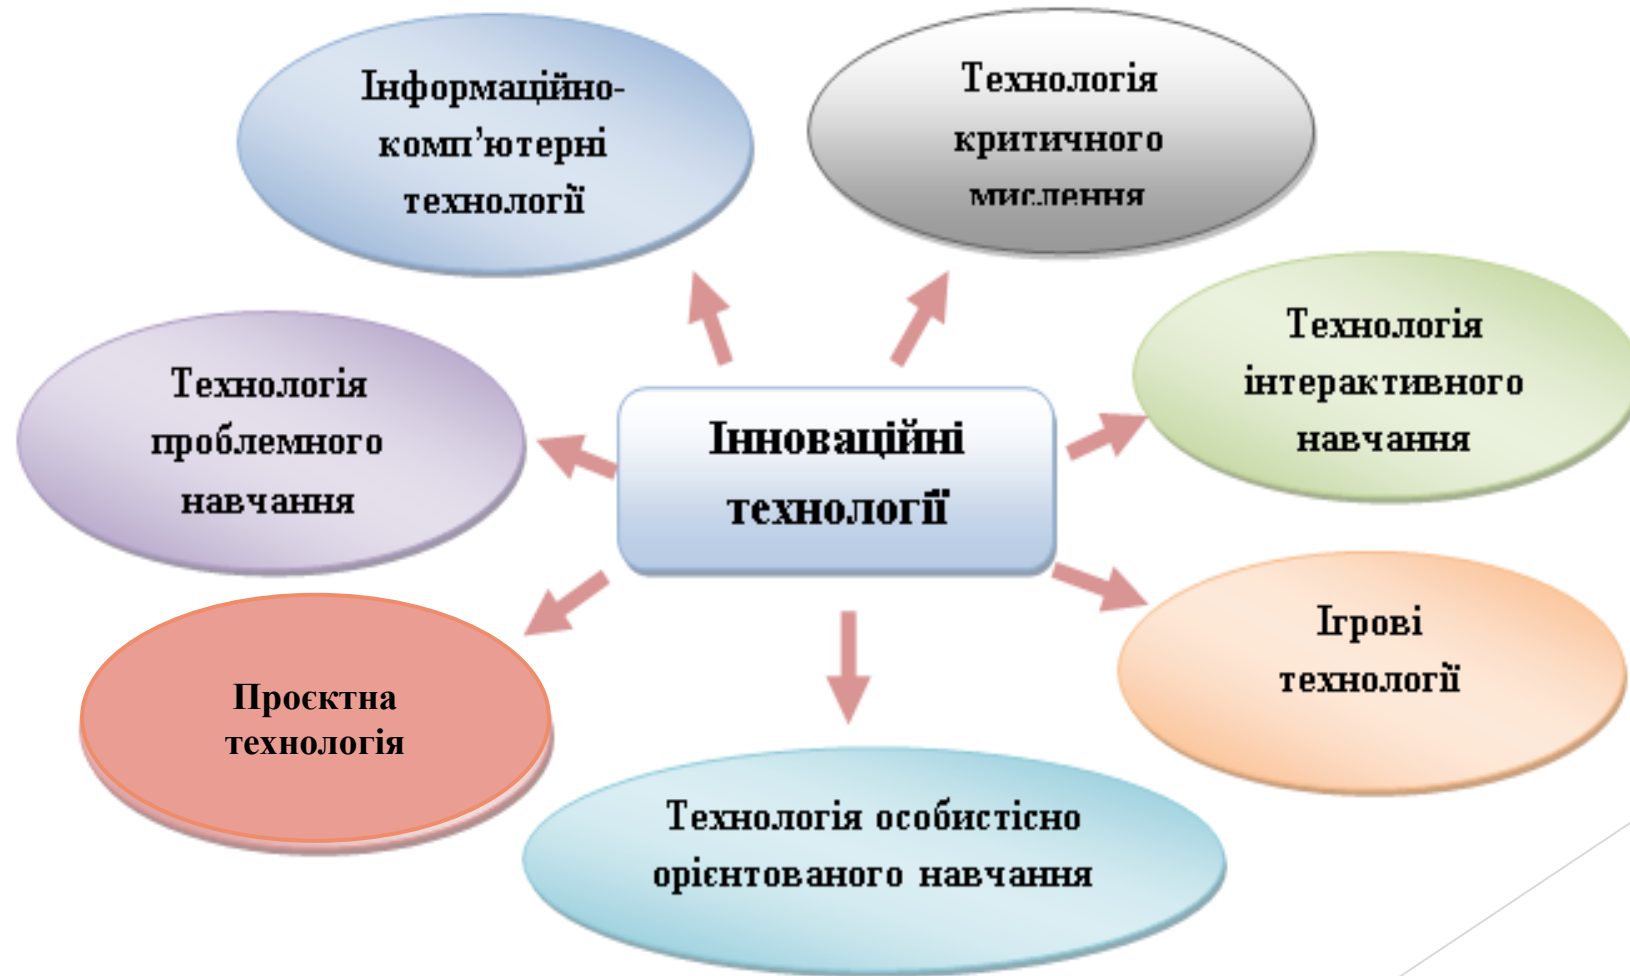 Інформаційно-
комп’ютерні
технології
Технологія
критичного
мислення
Технологія
інтерактивного
навчання
Технологія
проблемного
навчання
Інноваційні
технології
Ігрові
технології
Проєктна
технологія
Технологія особистісно
орієнтованого навчання